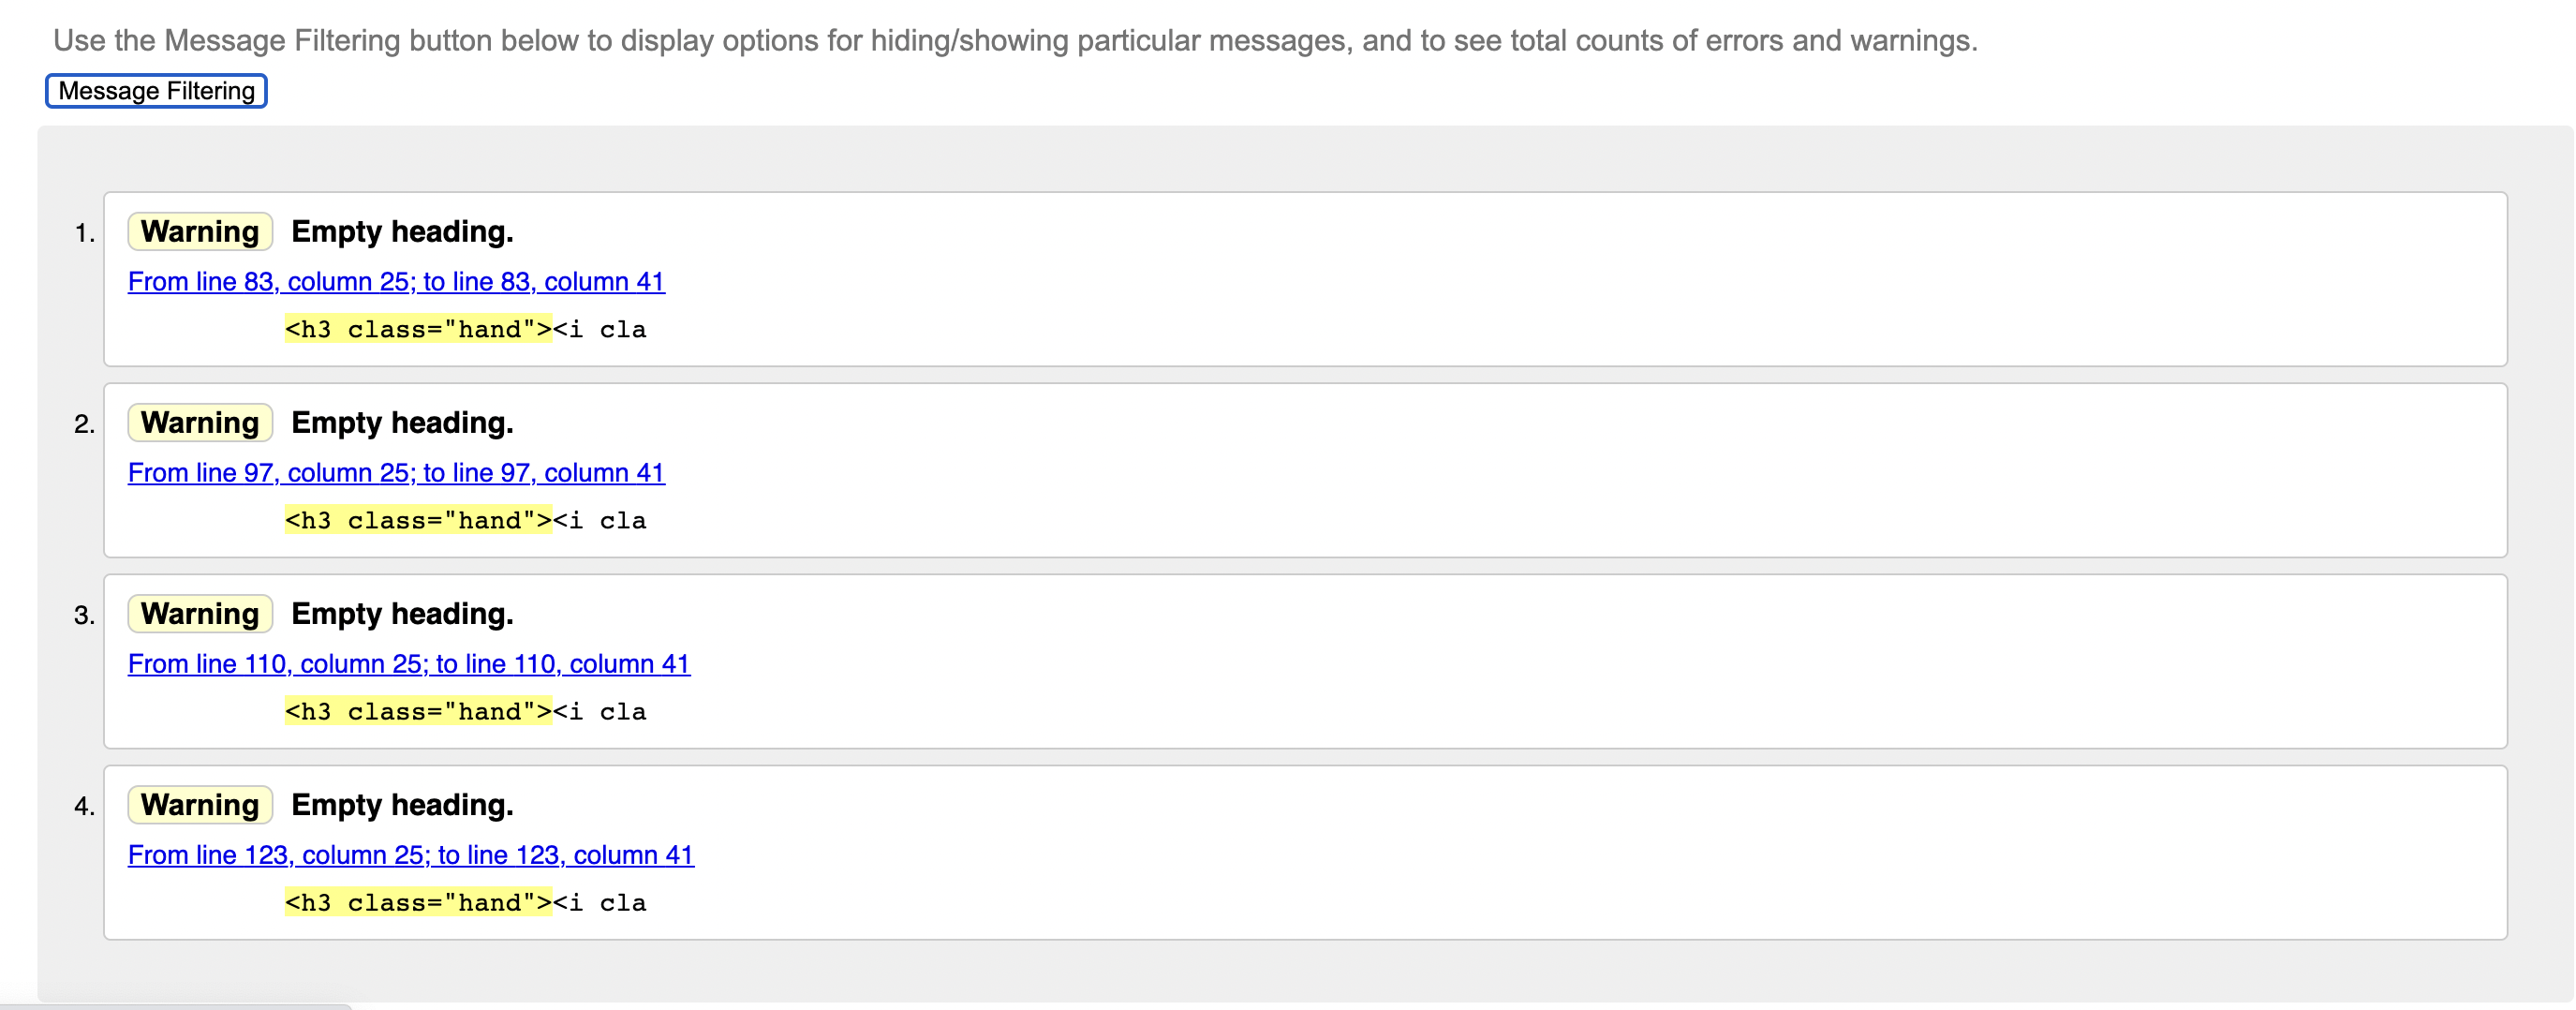 Use the Message Filtering button below to display options for hiding/showing particular messages, and to see total counts of errors and warnings.
Message Filtering
1. Warning Empty heading.
From line 83, column 25; to line 83, column 41
<h3 class="hand"><i cla
2. Warning Empty heading.
From line 97, column 25; to line 97, column 41
<h3 class="hand"><i cla
3. Warning Empty heading.
From line 110, column 25; to line 110, column 41
<h3 class="hand"><i cla
4. Warning Empty heading.
From line 123, column 25; to line 123, column 41
<h3 class="hand"><i cla